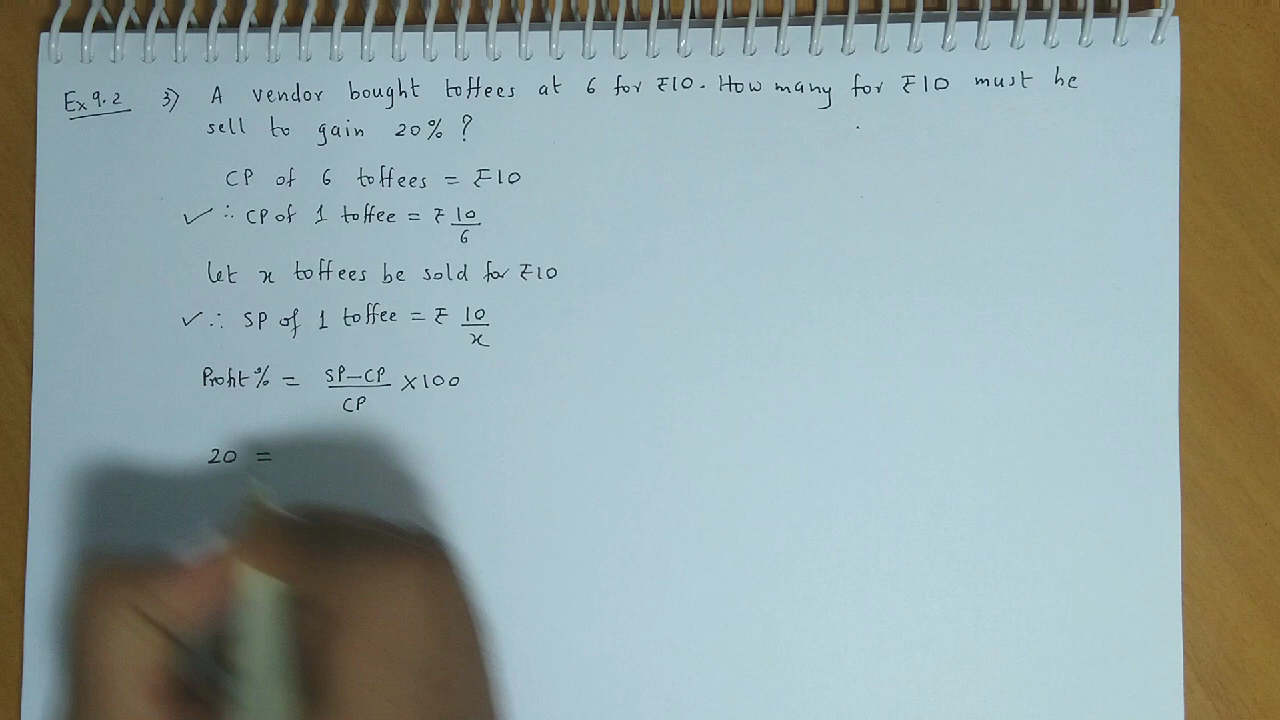 Ex 9.2 3) A vendor bought toffees at 6 for ₹10. How many for ₹10 must he
sell to gain 20% ?
CP of 6 toffees = ₹10
✓ ∴ CP of 1 toffee = ₹ 10/6
let x toffees be sold for ₹10
✓ ∴ SP of 1 toffee = ₹ 10/x
Profit % = SP-CP/CP ×100
20 =